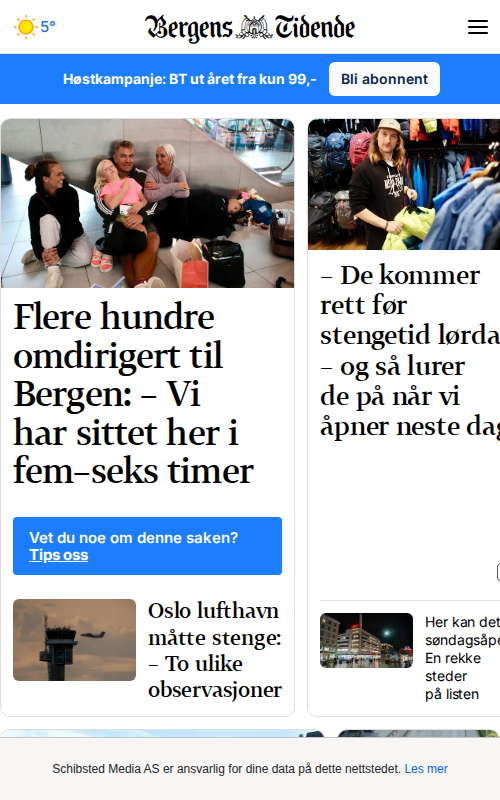 5°
Bergens Tidende
Høstkampanje: BT ut året fra kun 99,-
Bli abonnent
Flere hundre
omdirigert til
Bergen: – Vi
har sittet her i
fem–seks timer
Vet du noe om denne saken?
Tips oss
Oslo lufthavn
måtte stenge:
– To ulike
observasjoner
– De kommer
rett før
stengetid lørda
– og så lurer
de på når vi
åpner neste dag
Her kan det
søndagsåpe
En rekke
steder
på listen
Schibsted Media AS er ansvarlig for dine data på dette nettstedet. Les mer